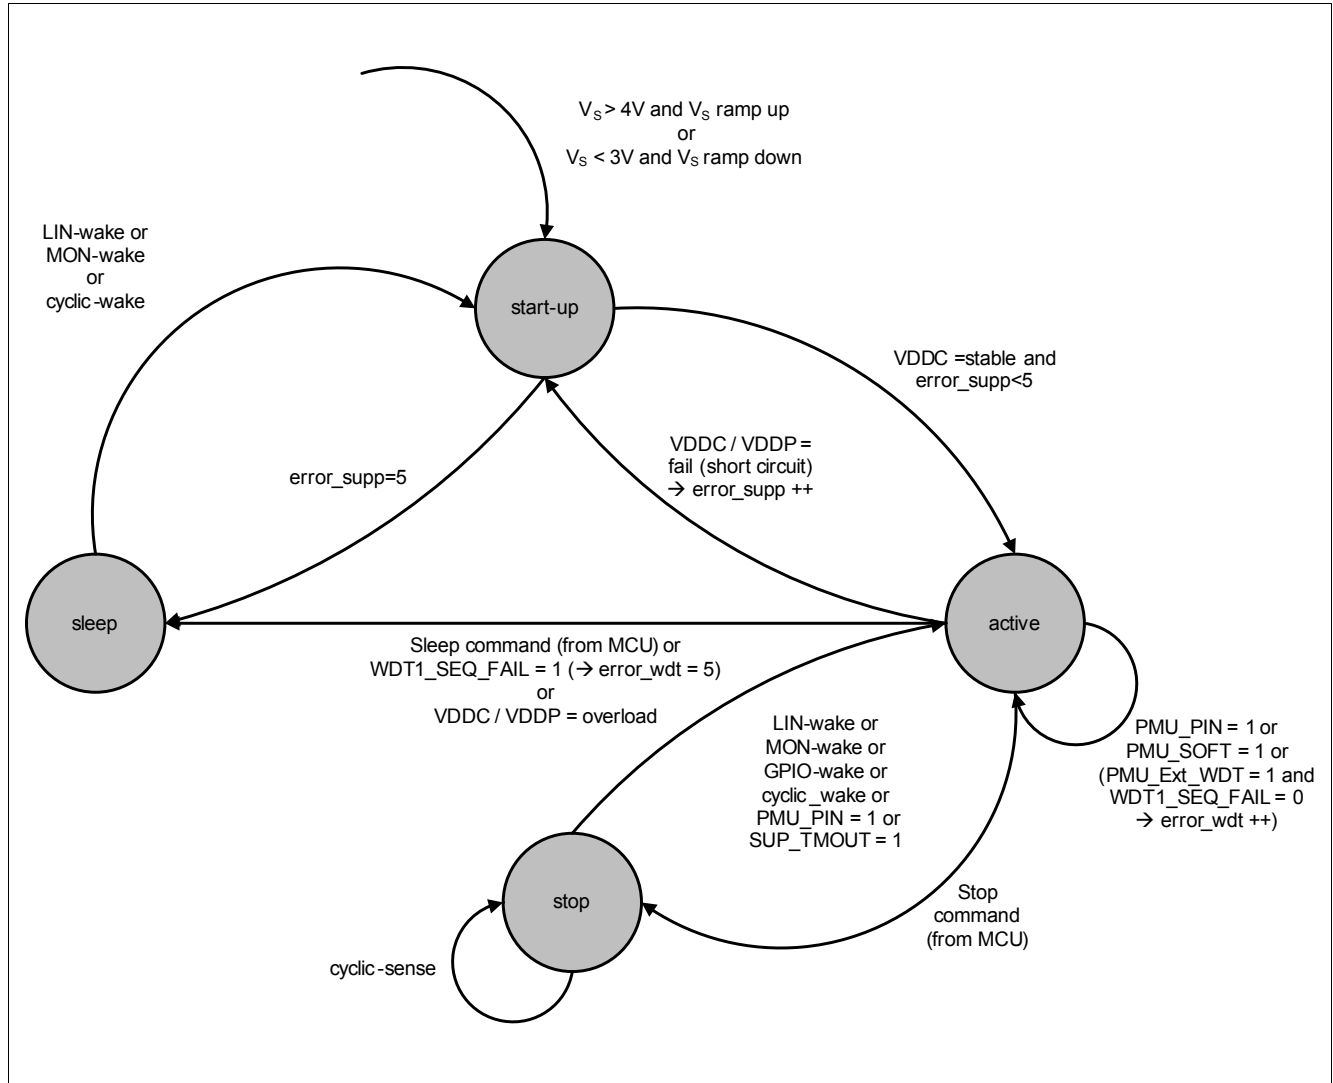 V_S > 4V and V_S ramp up
or
V_S < 3V and V_S ramp down
LIN-wake or
MON-wake
or
cyclic-wake
start-up
VDDC =stable and
error_supp<5
VDDC / VDDP =
fail (short circuit)
→ error_supp ++
error_supp=5
sleep
active
Sleep command (from MCU) or
WDT1_SEQ_FAIL = 1 (→ error_wdt = 5)
or
VDDC / VDDP = overload
LIN-wake or
MON-wake or
GPIO-wake or
cyclic_wake or
PMU_PIN = 1 or
SUP_TMOUT = 1
PMU_PIN = 1 or
PMU_SOFT = 1 or
(PMU_Ext_WDT = 1 and
WDT1_SEQ_FAIL = 0
→ error_wdt ++)
stop
Stop
command
(from MCU)
cyclic-sense